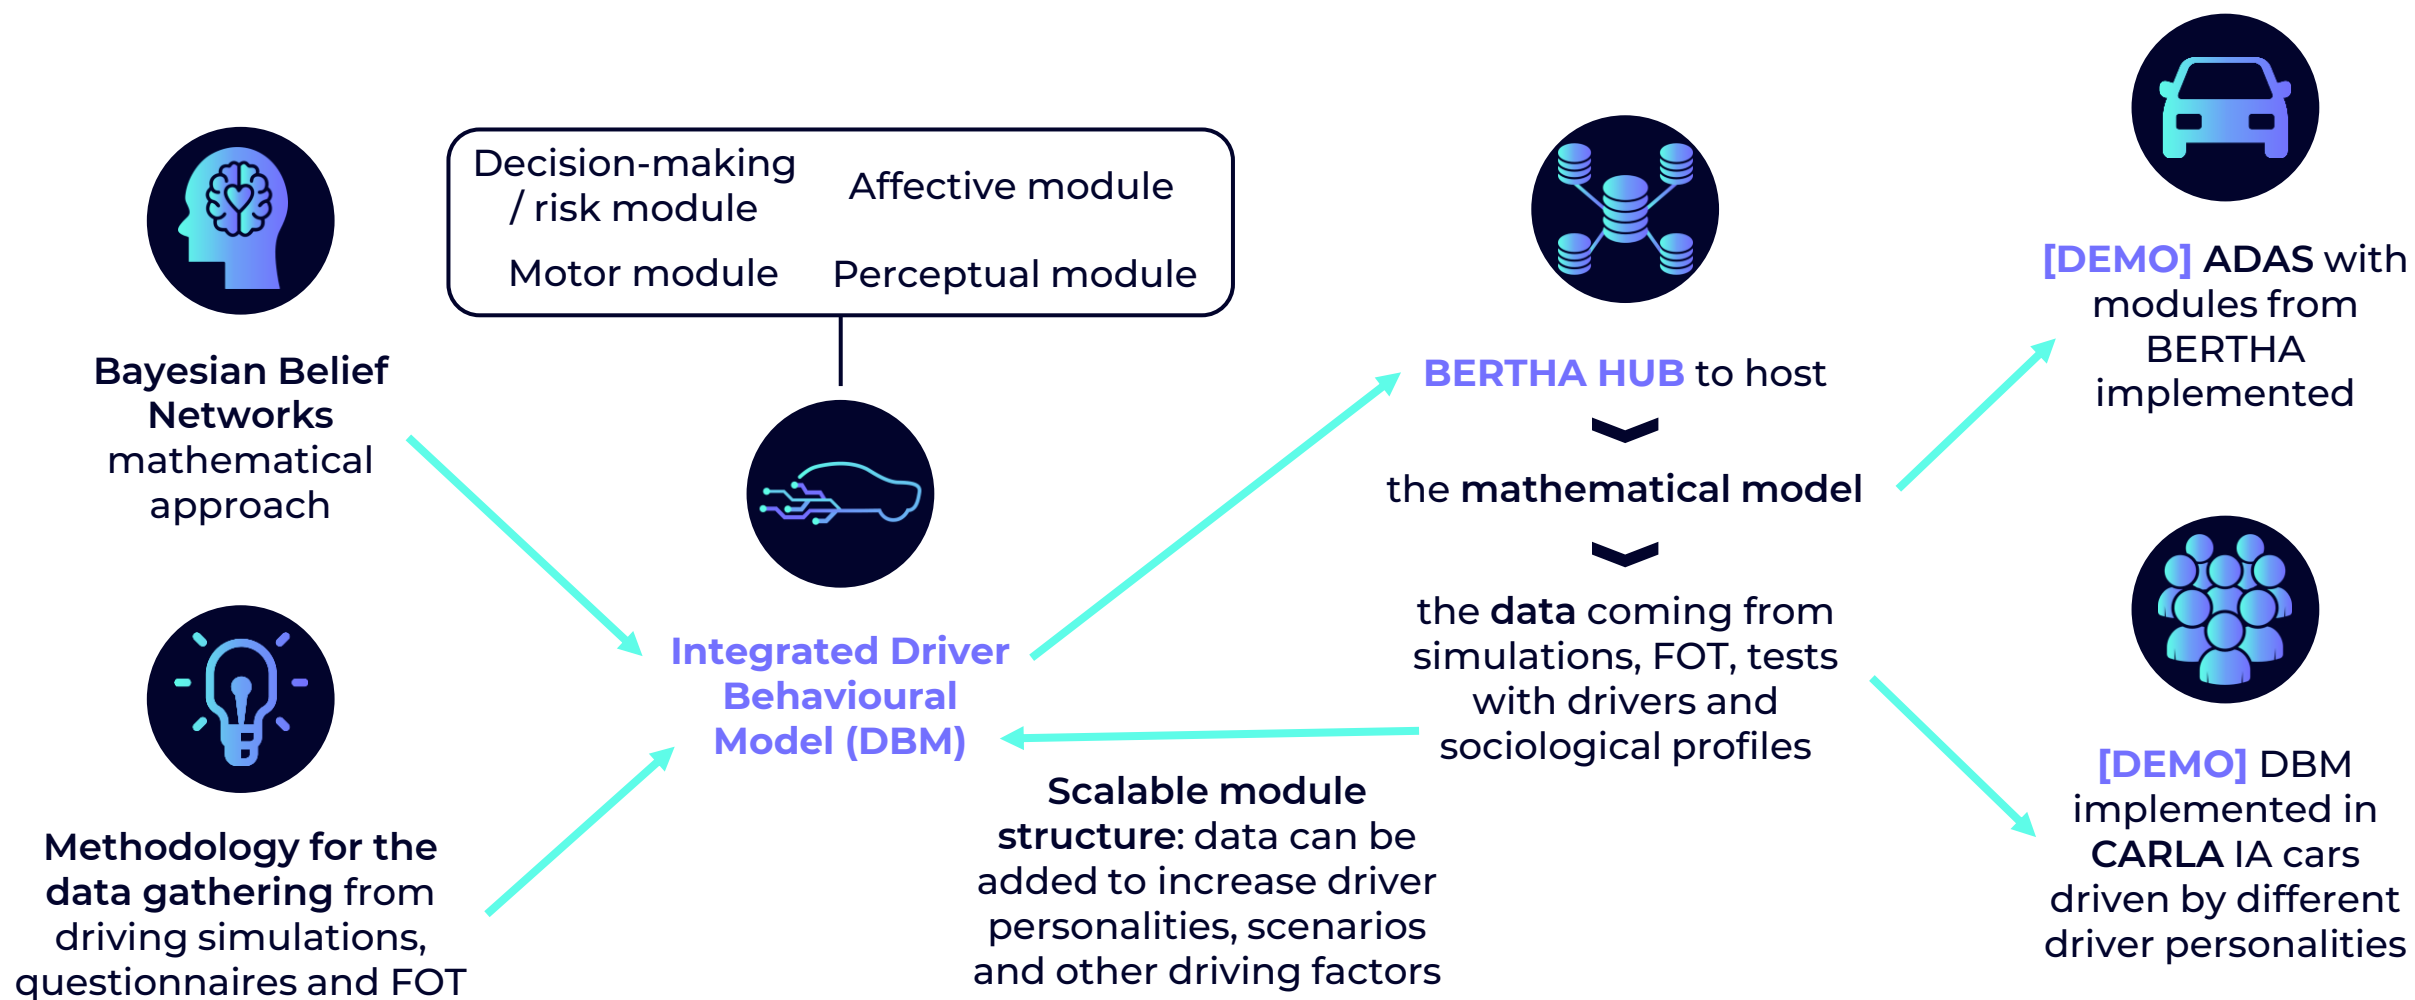 Bayesian Belief
Networks
mathematical
approach
Methodology for the
data gathering from
driving simulations,
questionnaires and FOT
Decision-making
/ risk module
Affective module
Motor module
Perceptual module
Integrated Driver
Behavioural
Model (DBM)
BERTHA HUB to host
the mathematical model
the data coming from
simulations, FOT, tests
with drivers and
sociological profiles
Scalable module
structure: data can be
added to increase driver
personalities, scenarios
and other driving factors
[DEMO] ADAS with
modules from
BERTHA
implemented
[DEMO] DBM
implemented in
CARLA IA cars
driven by different
driver personalities